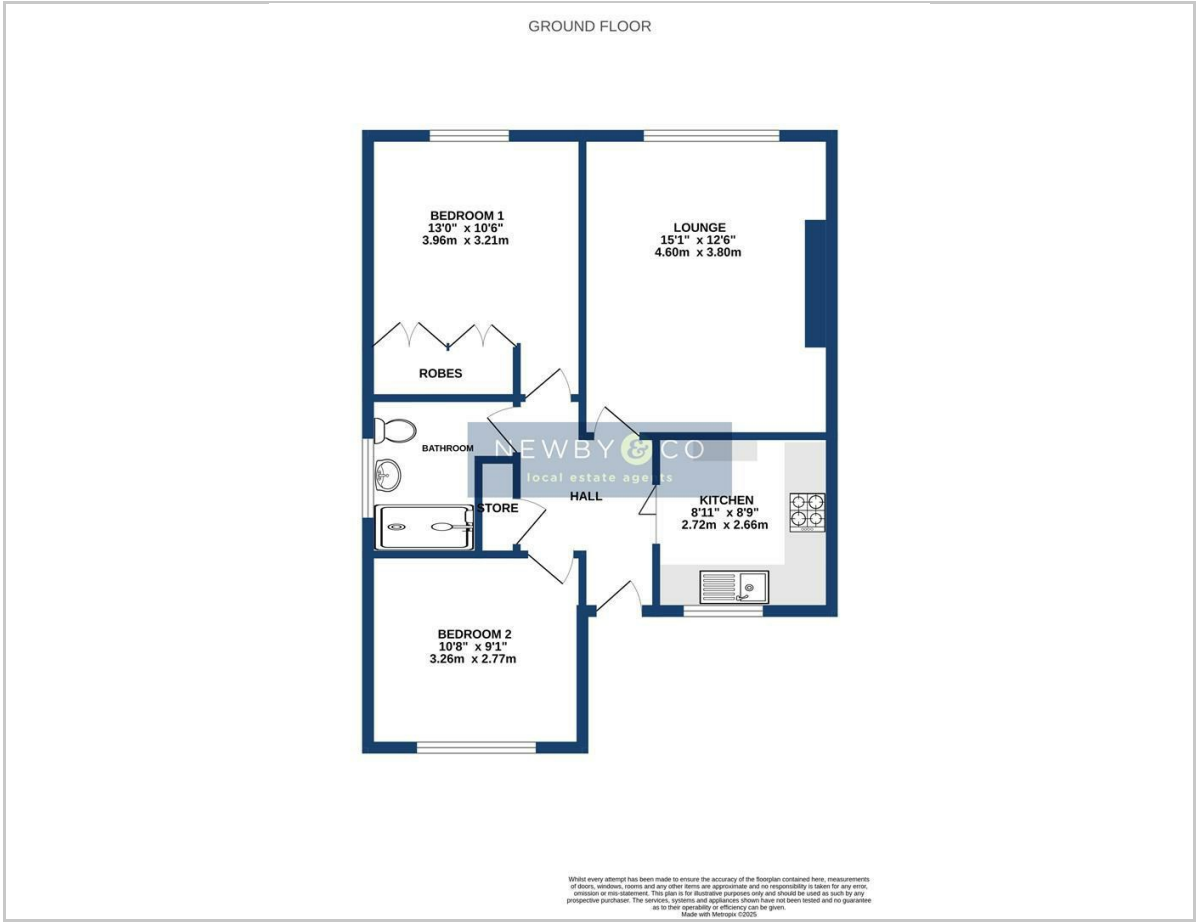 GROUND FLOOR
BEDROOM 1
13'0" x 10'6"
3.96m x 3.21m
LOUNGE
15'1" x 12'6"
4.60m x 3.80m
ROBES
BATHROOM
NEWBY & CO
local estate agents
STORE
HALL
KITCHEN
8'11" x 8'9"
2.72m x 2.66m
BEDROOM 2
10'8" x 9'1"
3.26m x 2.77m
Whilst every attempt has been made to ensure the accuracy of the floorplan contained here, measurements
of doors, windows, rooms and any other items are approximate and no responsibility is taken for any error,
omission or mis-statement. This plan is for illustrative purposes only and should be used as such by any
prospective purchaser. The services, systems and appliances shown have not been tested and no guarantee
as to their operability or efficiency can be given.
Made with Metropix ©2025